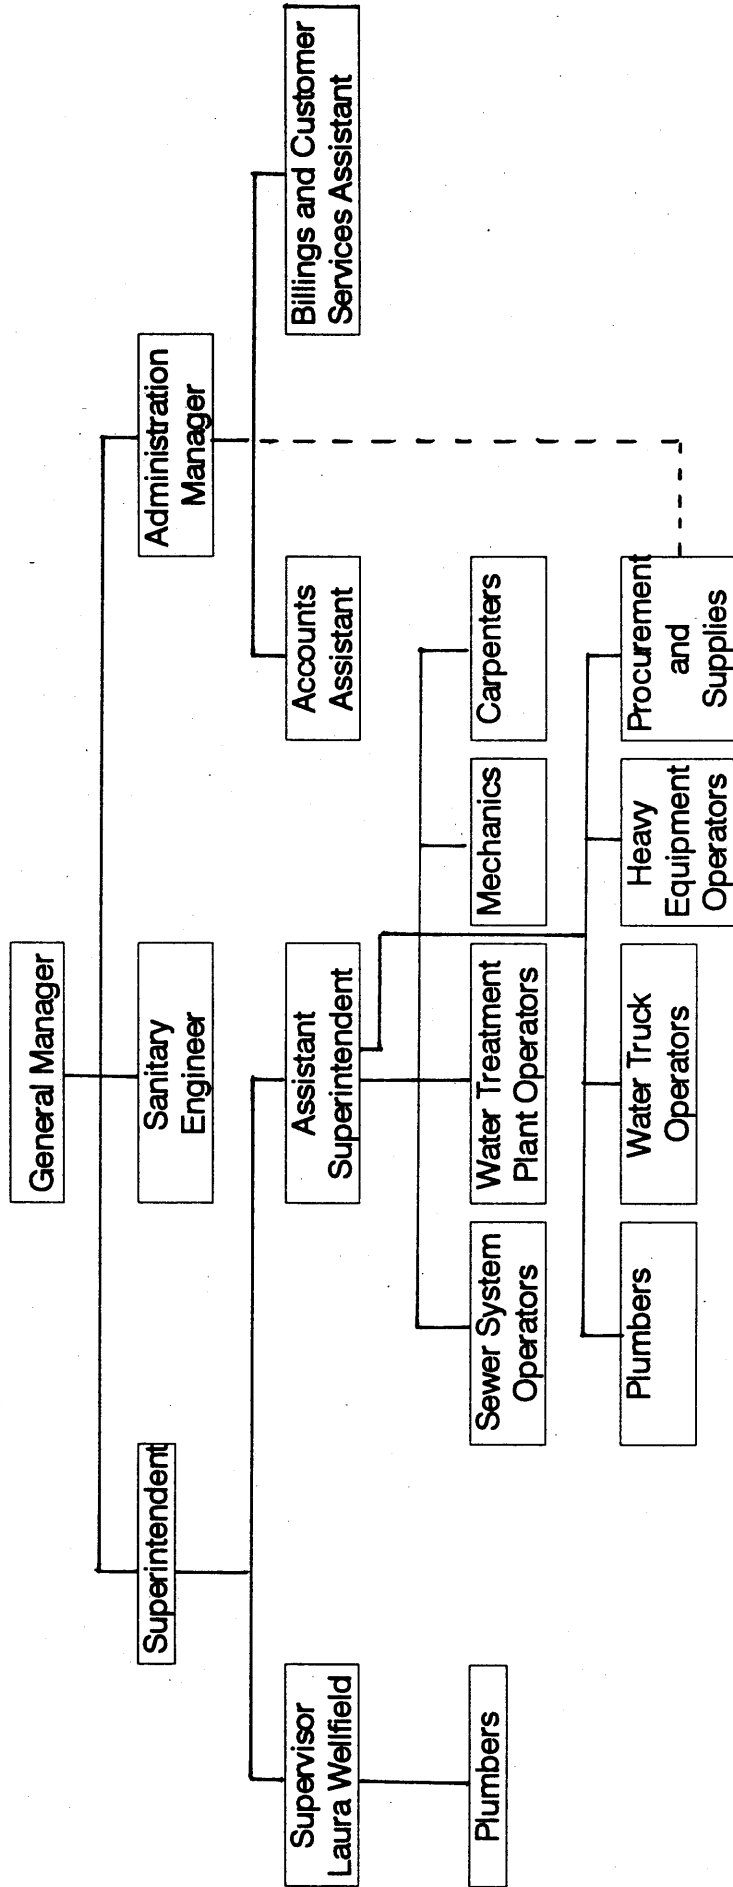 General Manager
Superintendent
Sanitary
Engineer
Administration
Manager
Supervisor
Laura Wellfield
Assistant
Superintendent
Accounts
Assistant
Billings and Customer
Services Assistant
Plumbers
Sewer System
Operators
Water Treatment
Plant Operators
Mechanics
Carpenters
Plumbers
Water Truck
Operators
Heavy
Equipment
Operators
Procurement
and
Supplies